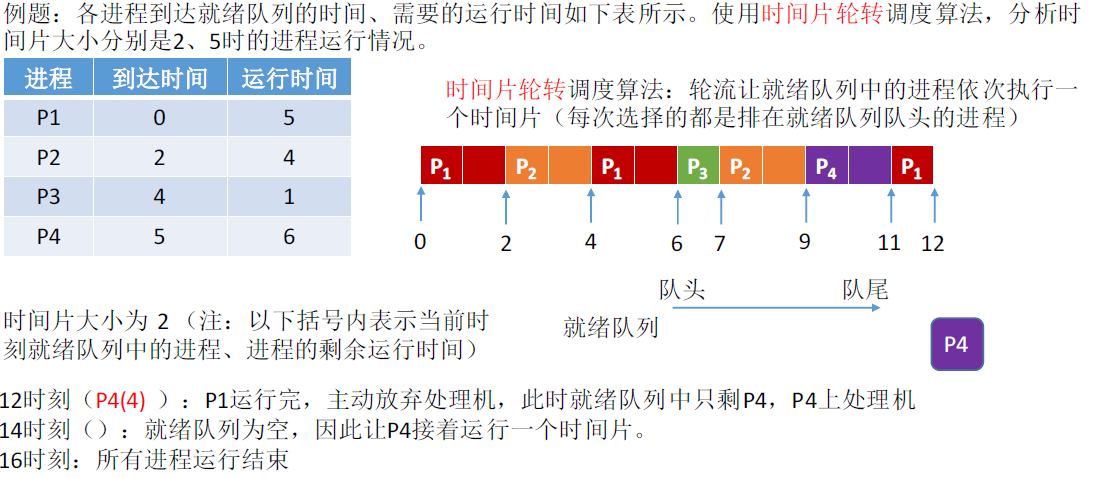 例题：各进程到达就绪队列的时间、需要的运行时间如下表所示。使用时间片轮转调度算法，分析时
间片大小分别是2、5时的进程运行情况。
进程 到达时间 运行时间
P1 0 5
P2 2 4
P3 4 1
P4 5 6
时间片轮转调度算法：轮流让就绪队列中的进程依次执行一
个时间片（每次选择的都是排在就绪队列队头的进程）
P1 P2 P1 P3 P2 P4 P1
0 2 4 6 7 9 11 12
队头 队尾
就绪队列
P4
时间片大小为 2 （注：以下括号内表示当前时
刻就绪队列中的进程、进程的剩余运行时间）
12时刻（P4(4) ）：P1运行完，主动放弃处理机，此时就绪队列中只剩P4，P4上处理机
14时刻（）：就绪队列为空，因此让P4接着运行一个时间片。
16时刻：所有进程运行结束